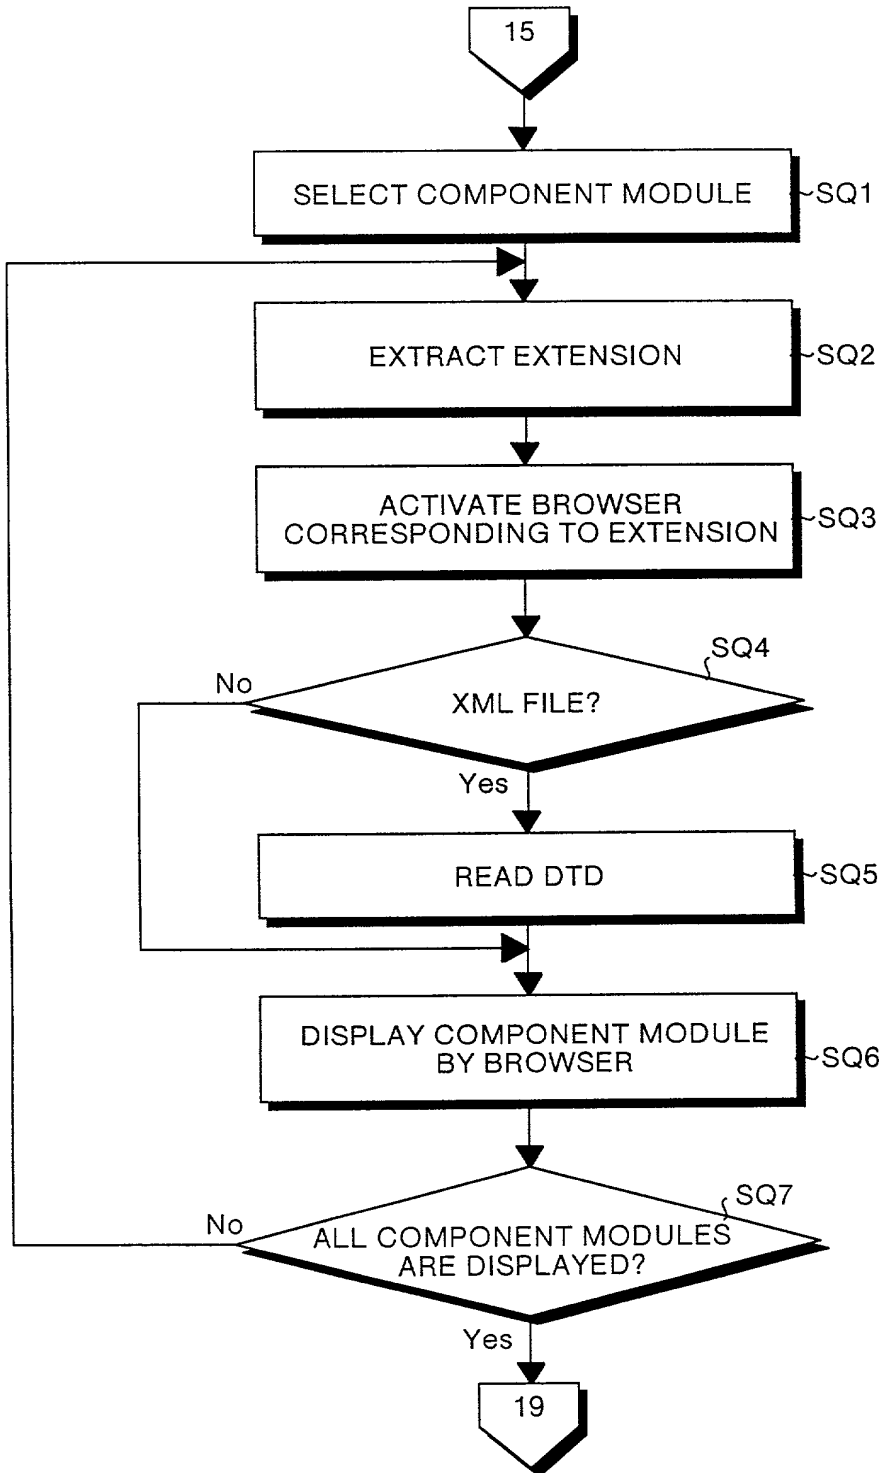 15
SELECT COMPONENT MODULE
SQ1
EXTRACT EXTENSION
SQ2
ACTIVATE BROWSER
CORRESPONDING TO EXTENSION
SQ3
SQ4
No
XML FILE?
Yes
READ DTD
SQ5
DISPLAY COMPONENT MODULE
BY BROWSER
SQ6
SQ7
No
ALL COMPONENT MODULES
ARE DISPLAYED?
Yes
19